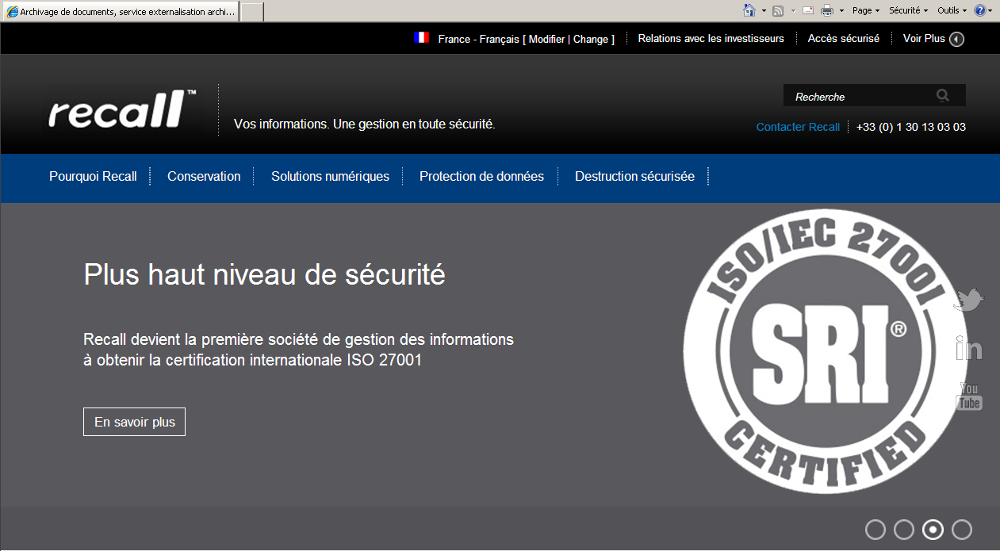 Archivage de documents, service externalisation archi...
Page
Sécurité
Outils
France - Français [ Modifier | Change ]
Relations avec les investisseurs
Accès sécurisé
Voir Plus
recall™
Vos informations. Une gestion en toute sécurité.
Recherche
Contacter Recall
+33 (0) 1 30 13 03 03
Pourquoi Recall
Conservation
Solutions numériques
Protection de données
Destruction sécurisée
Plus haut niveau de sécurité
Recall devient la première société de gestion des informations
à obtenir la certification internationale ISO 27001
En savoir plus
ISO/IEC 27001
SRI®
CERTIFIED
in
You
Tube